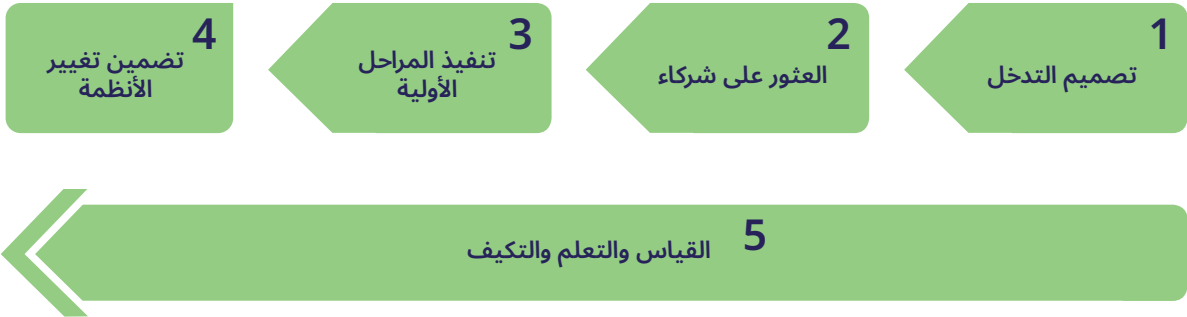 1
تصميم التدخل
2
العثور على شركاء
3
تنفيذ المراحل
الأولية
4
تضمين تغيير
الأنظمة
5
القياس والتعلم والتكيف